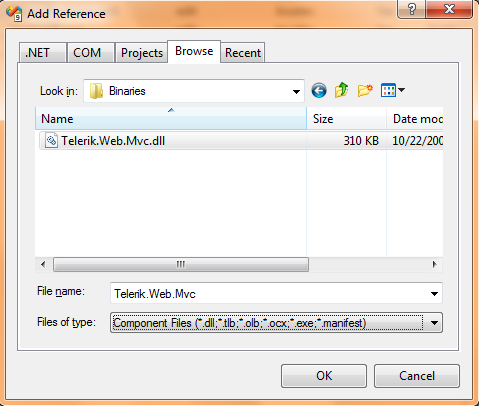 Add Reference
.NET COM Projects Browse Recent
Look in: Binaries
Name Size Date mod
Telerik.Web.Mvc.dll 310 KB 10/22/200
File name: Telerik.Web.Mvc
Files of type: Component Files (*.dll;*.tlb;*.olb;*.ocx;*.exe;*.manifest)
OK Cancel